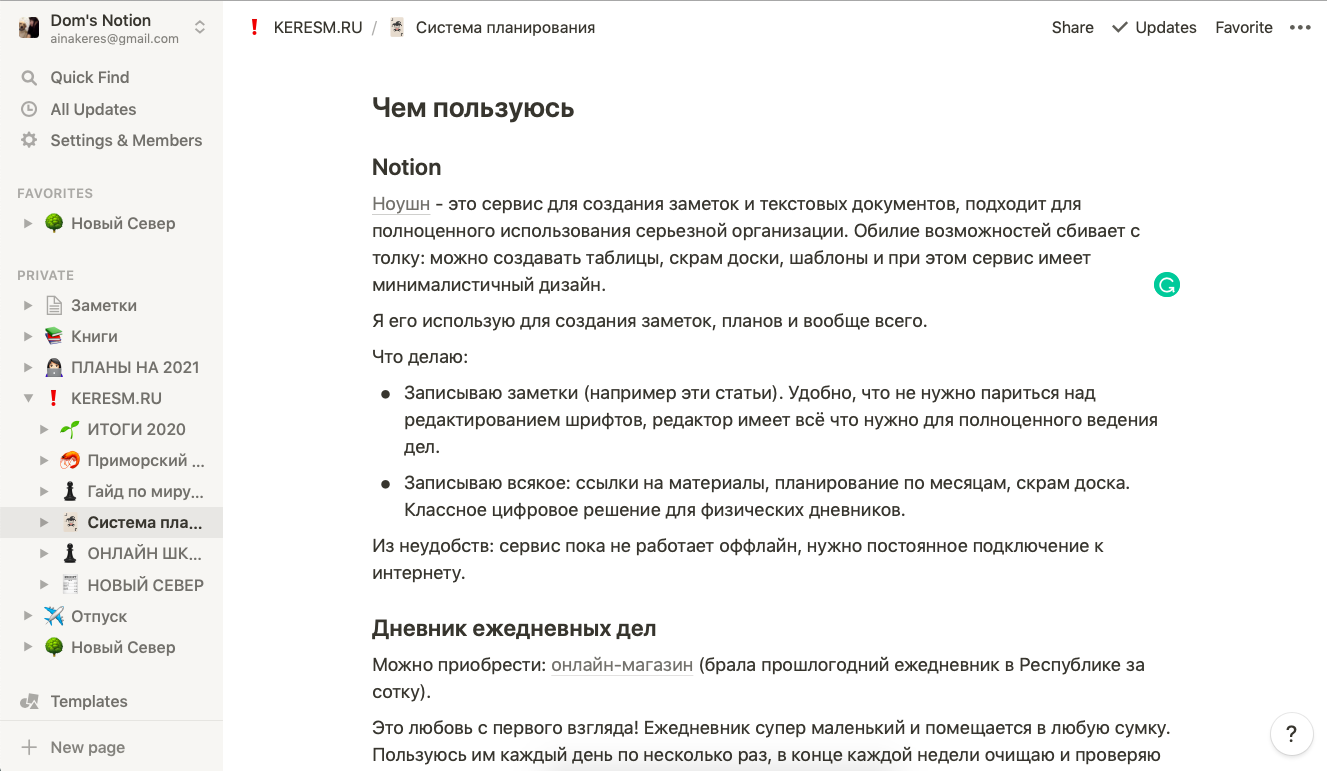 Dom's Notion
ainakeres@gmail.com
Quick Find
All Updates
Settings & Members
FAVORITES
Новый Север
PRIVATE
Заметки
Книги
ПЛАНЫ НА 2021
KERESM.RU
ИТОГИ 2020
Приморский ...
Гайд по миру...
Система пла...
ОНЛАЙН ШК...
НОВЫЙ СЕВЕР
Отпуск
Новый Север
Templates
New page
KERESM.RU / Система планирования
Share Updates Favorite
Чем пользуюсь
Notion
Ноушн - это сервис для создания заметок и текстовых документов, подходит для
полноценного использования серьезной организации. Обилие возможностей сбивает с
толку: можно создавать таблицы, скрам доски, шаблоны и при этом сервис имеет
минималистичный дизайн.
Я его использую для создания заметок, планов и вообще всего.
Что делаю:
Записываю заметки (например эти статьи). Удобно, что не нужно париться над
редактированием шрифтов, редактор имеет всё что нужно для полноценного ведения
дел.
Записываю всякое: ссылки на материалы, планирование по месяцам, скрам доска.
Классное цифровое решение для физических дневников.
Из неудобств: сервис пока не работает оффлайн, нужно постоянное подключение к
интернету.
Дневник ежедневных дел
Можно приобрести: онлайн-магазин (брала прошлогодний ежедневник в Республике за
сотку).
Это любовь с первого взгляда! Ежедневник супер маленький и помещается в любую сумку.
Пользуюсь им каждый день по несколько раз, в конце каждой недели очищаю и проверяю
?